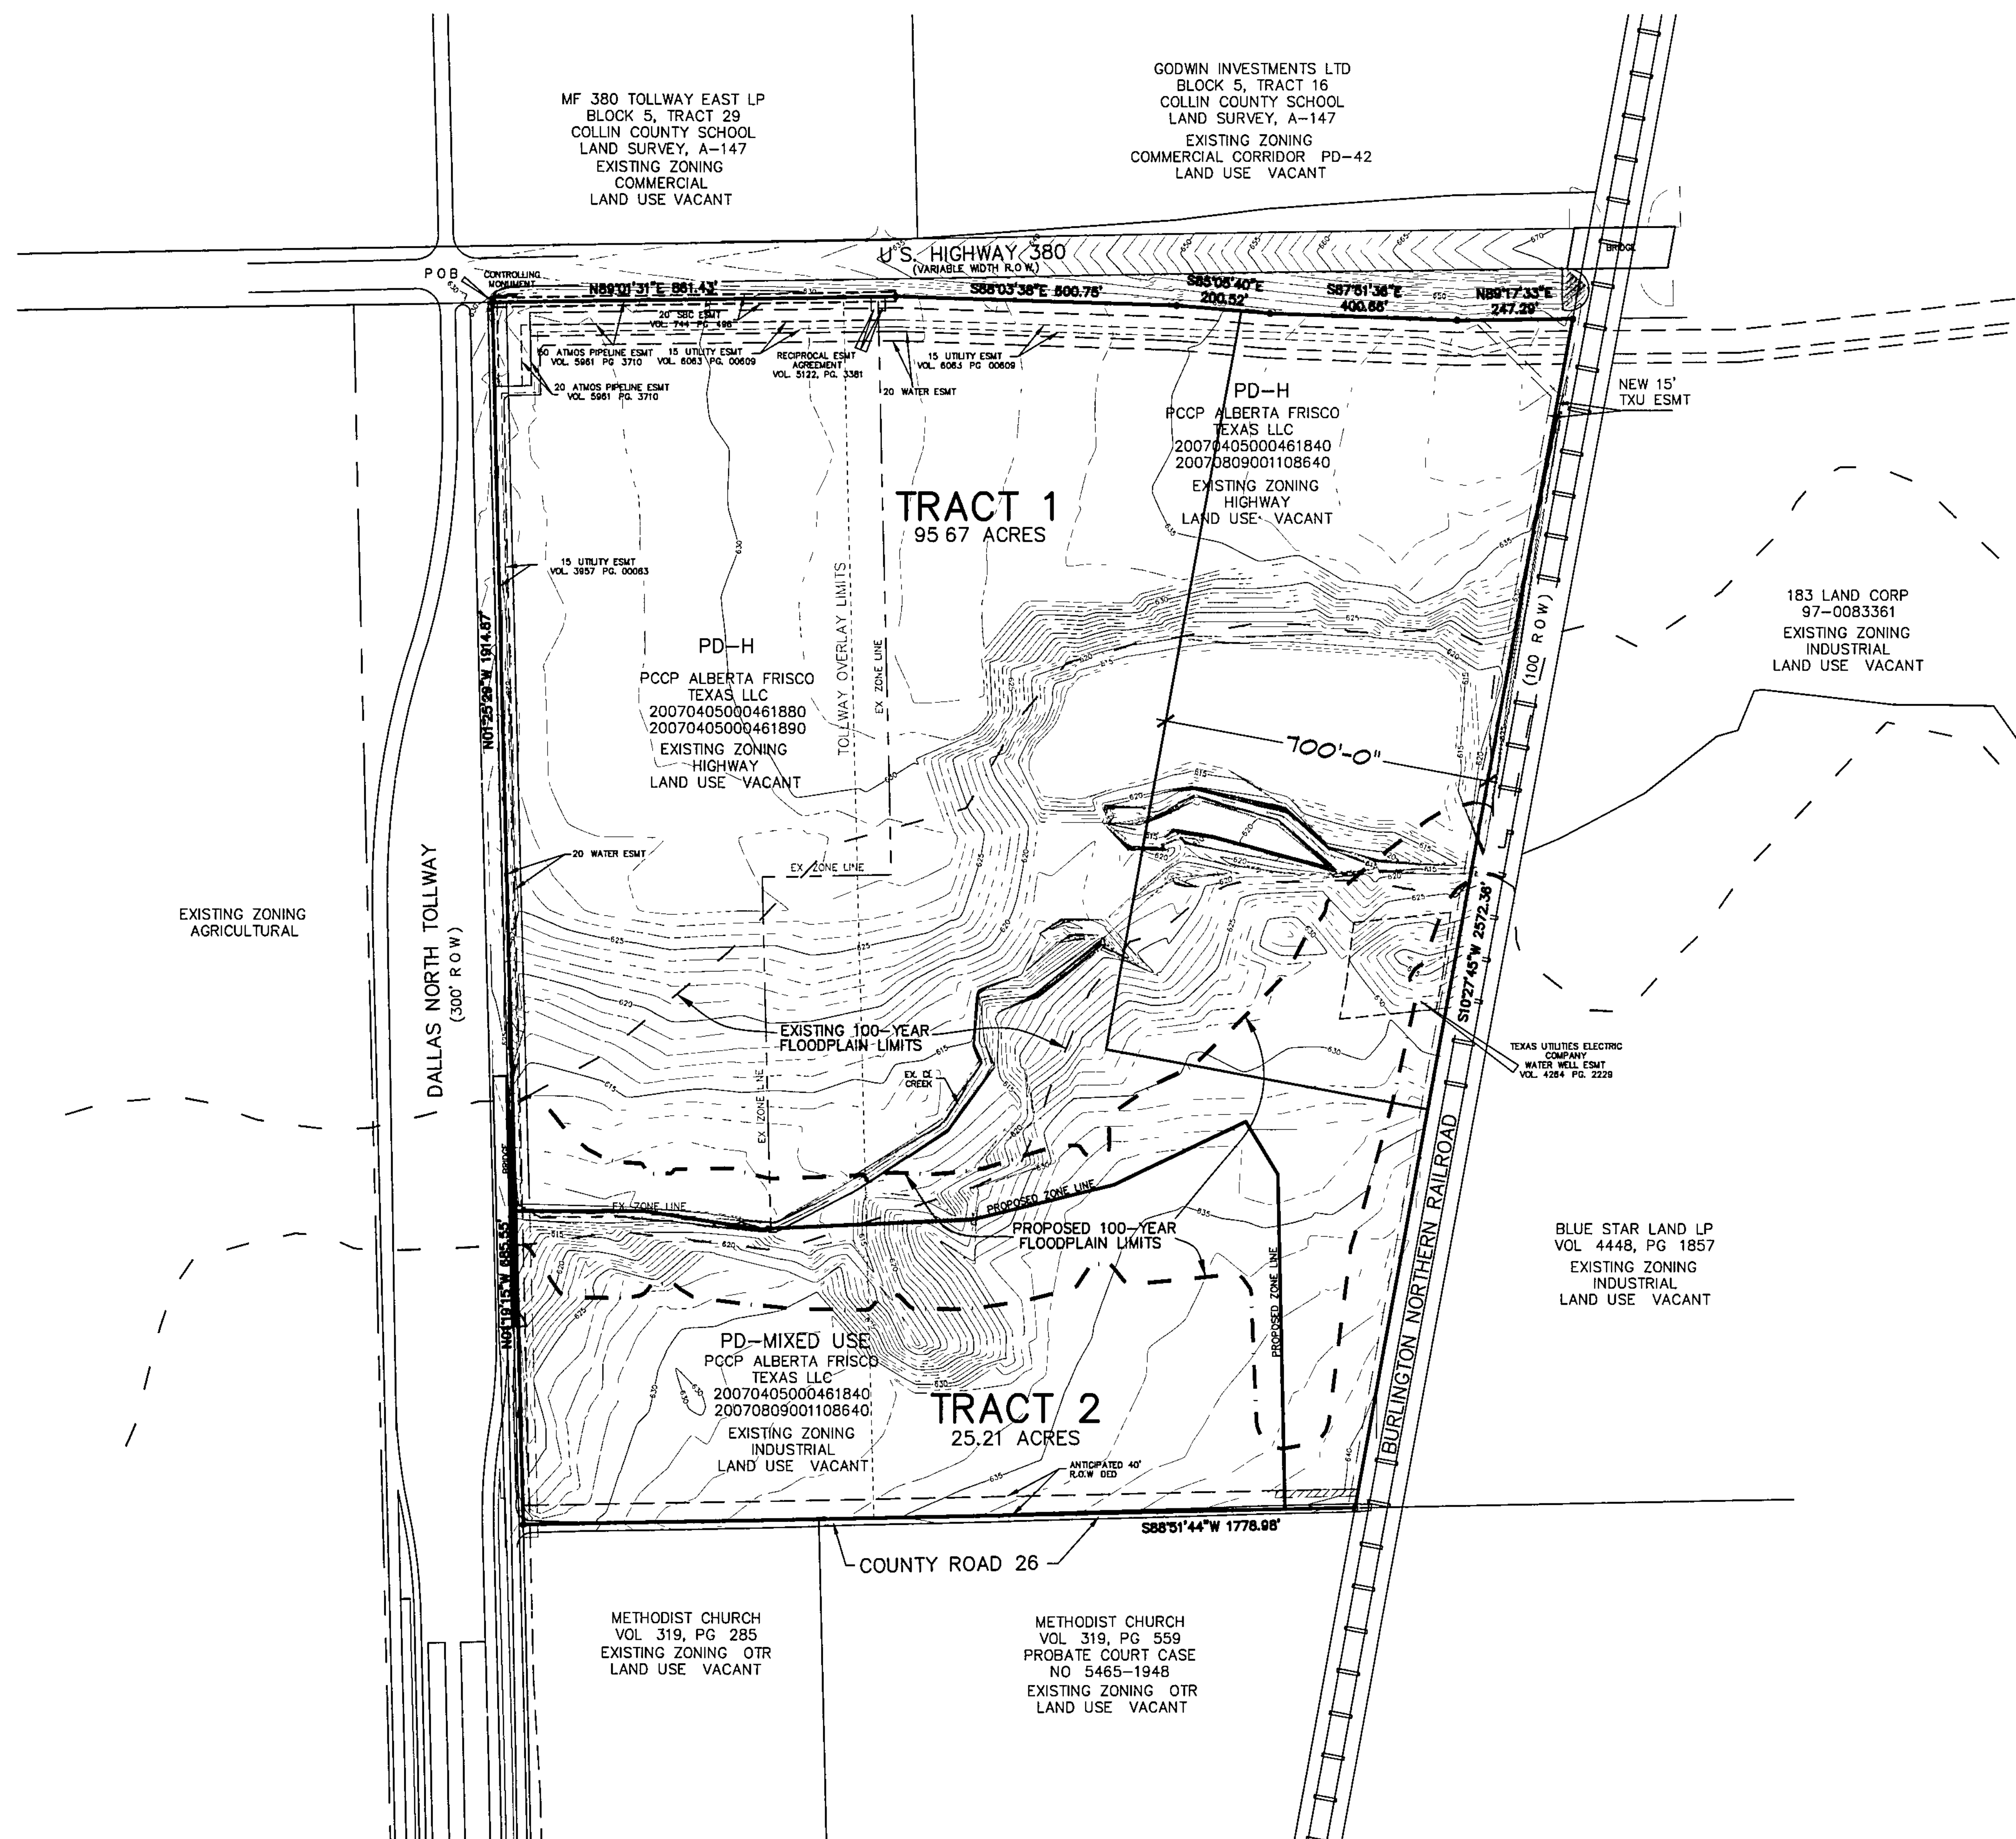 MF 380 TOLLWAY EAST LP
BLOCK 5, TRACT 29
COLLIN COUNTY SCHOOL
LAND SURVEY, A-147
EXISTING ZONING
COMMERCIAL
LAND USE VACANT
GODWIN INVESTMENTS LTD
BLOCK 5, TRACT 16
COLLIN COUNTY SCHOOL
LAND SURVEY, A-147
EXISTING ZONING
COMMERCIAL CORRIDOR PD-42
LAND USE VACANT
U.S. HIGHWAY 380
(VARIABLE WIDTH R.O.W.)
BRIDGE
P O B
CONTROLLING
MONUMENT
N89°01'31"E 861.43'
S88°03'38"E 600.75'
S85°05'40"E
200.52'
S87°51'36"E
400.66'
N89°17'33"E
247.29'
20 SBC ESMT
VOL. 744 PG. 496
50 ATMOS PIPELINE ESMT
VOL. 5961 PG 3710
15 UTILITY ESMT
VOL. 6063 PG. 00609
RECIPROCAL ESMT
AGREEMENT
VOL. 5122, PG. 3381
15 UTILITY ESMT
VOL. 6063 PG 00609
20 ATMOS PIPELINE ESMT
VOL. 5961 PG. 3710
20 WATER ESMT
NEW 15'
TXU ESMT
PD-H
PCCP ALBERTA FRISCO
TEXAS LLC
20070405000461840
20070809001108640
EXISTING ZONING
HIGHWAY
LAND USE VACANT
TRACT 1
95 67 ACRES
15 UTILITY ESMT
VOL. 3957 PG. 00063
N01°25'29"W 1914.87'
TOLLWAY OVERLAY LIMITS
EX ZONE LINE
(100 ROW)
183 LAND CORP
97-0083361
EXISTING ZONING
INDUSTRIAL
LAND USE VACANT
PD-H
PCCP ALBERTA FRISCO
TEXAS LLC
20070405000461880
20070405000461890
EXISTING ZONING
HIGHWAY
LAND USE VACANT
700'-0"
20 WATER ESMT
EX ZONE LINE
EXISTING ZONING
AGRICULTURAL
DALLAS NORTH TOLLWAY
(300' ROW)
S10°27'45"W 2572.36'
EXISTING 100-YEAR
FLOODPLAIN LIMITS
TEXAS UTILITIES ELECTRIC
COMPANY
WATER WELL ESMT
VOL. 4264 PG. 2229
CREEK
EX ZONE LINE
BRIDGE
EX ZONE LINE
PROPOSED ZONE LINE
PROPOSED 100-YEAR
FLOODPLAIN LIMITS
PROPOSED ZONE LINE
BURLINGTON NORTHERN RAILROAD
BLUE STAR LAND LP
VOL 4448, PG 1857
EXISTING ZONING
INDUSTRIAL
LAND USE VACANT
N01°19'15"W 685.55'
PD-MIXED USE
PCCP ALBERTA FRISCO
TEXAS LLC
20070405000461840
20070809001108640
EXISTING ZONING
INDUSTRIAL
LAND USE VACANT
TRACT 2
25.21 ACRES
ANTICIPATED 40'
R.O.W DED
S88°51'44"W 1778.98'
COUNTY ROAD 26
METHODIST CHURCH
VOL 319, PG 285
EXISTING ZONING OTR
LAND USE VACANT
METHODIST CHURCH
VOL 319, PG 559
PROBATE COURT CASE
NO 5465-1948
EXISTING ZONING OTR
LAND USE VACANT